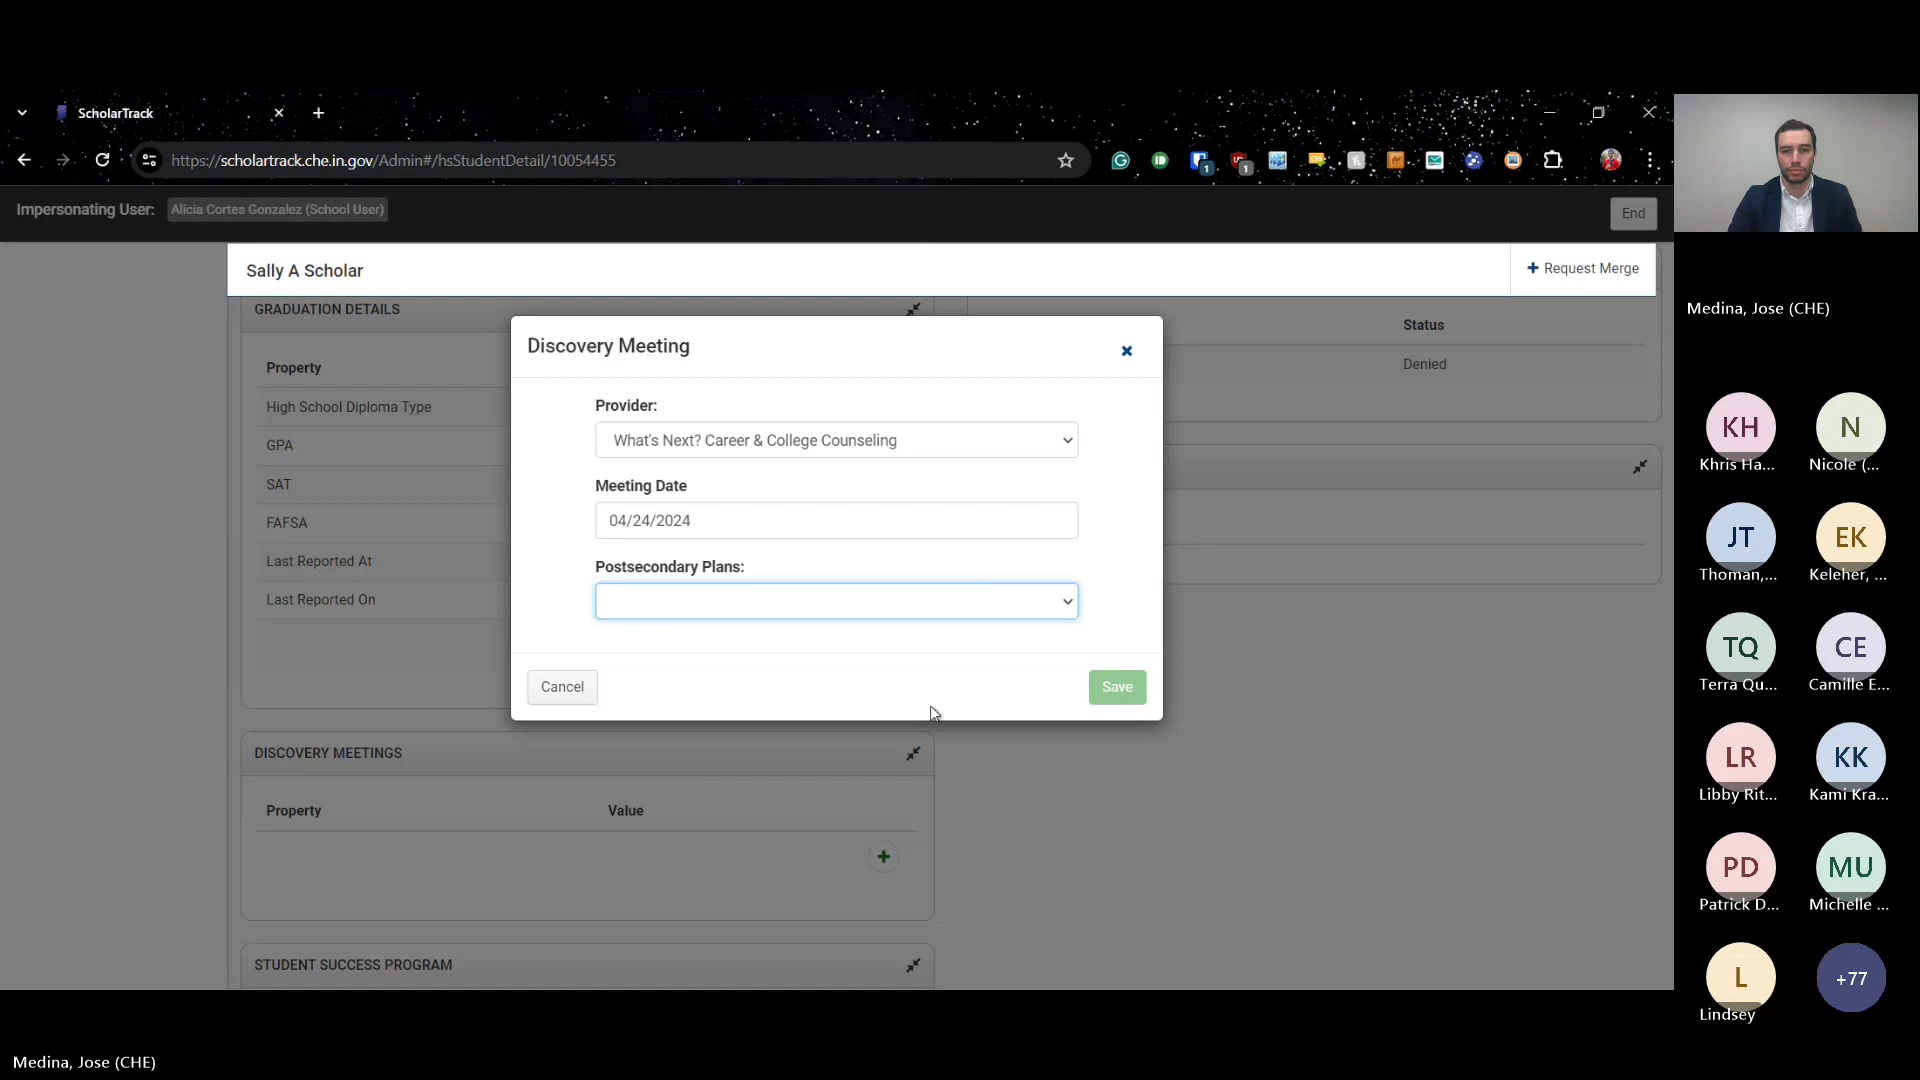 ScholarTrack
https://scholartrack.che.in.gov/Admin#/hsStudentDetail/10054455
1
1
Impersonating User:
Alicia Cortes Gonzalez (School User)
End
Sally A Scholar
Request Merge
GRADUATION DETAILS
Property
High School Diploma Type
GPA
SAT
FAFSA
Last Reported At
Last Reported On
Status
Denied
Discovery Meeting
Provider:
What's Next? Career & College Counseling
Meeting Date
04/24/2024
Postsecondary Plans:
Cancel
Save
DISCOVERY MEETINGS
Property
Value
STUDENT SUCCESS PROGRAM
Medina, Jose (CHE)
KH
Khris Ha...
N
Nicole (...
JT
Thoman,...
EK
Keleher, ...
TQ
Terra Qu...
CE
Camille E...
LR
Libby Rit...
KK
Kami Kra...
PD
Patrick D...
MU
Michelle ...
L
Lindsey
+77
Medina, Jose (CHE)